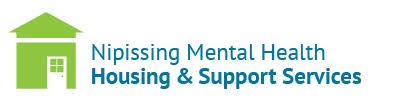 Nipissing Mental Health
Housing & Support Services